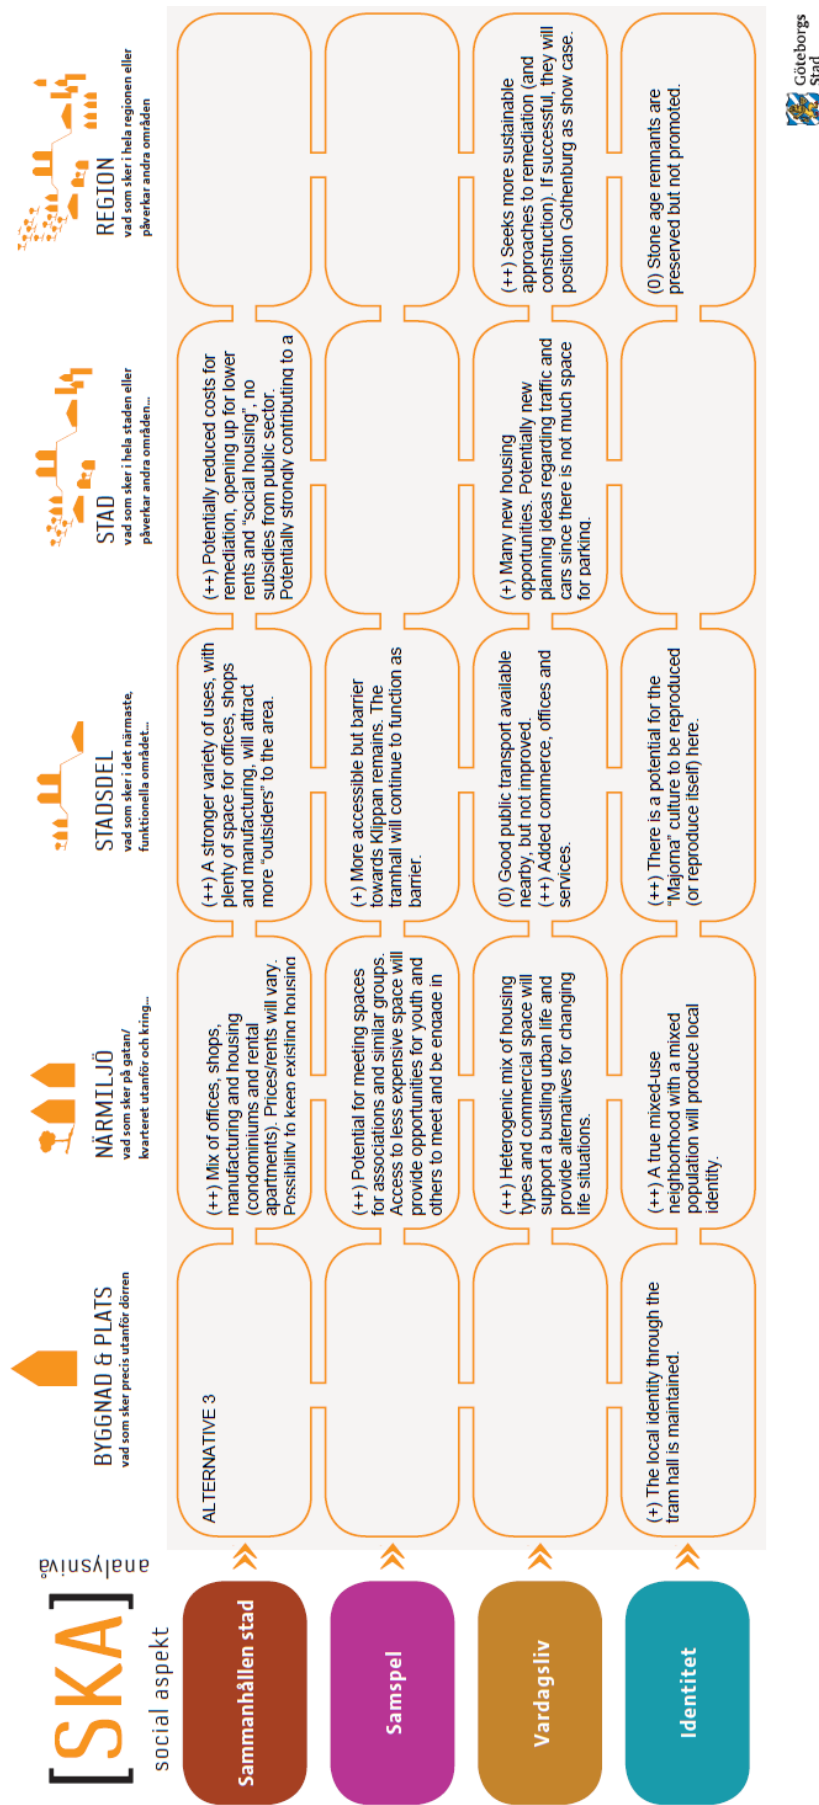 [SKA]
analysnivå
social aspekt
BYGGNAD & PLATS
vad som sker precis utanför dörren
NÄRMILJÖ
vad som sker på gatan/
kvarteret utanför och kring...
STADSDEL
vad som sker i det närmaste,
funktionella området...
STAD
vad som sker i hela staden eller
påverkar andra områden...
REGION
vad som sker i hela regionen eller
påverkar andra områden
Sammanhållen stad
ALTERNATIVE 3
(++) Mix of offices, shops,
manufacturing and housing
(condominiums and rental
apartments). Prices/rents will vary.
Possibility to keep existing housing
(++) A stronger variety of uses, with
plenty of space for offices, shops
and manufacturing, will attract
more “outsiders” to the area.
(++) Potentially reduced costs for
remediation, opening up for lower
rents and “social housing”, no
subsidies from public sector.
Potentially strongly contributing to a
Samspel
(++) Potential for meeting spaces
for associations and similar groups.
Access to less expensive space will
provide opportunities for youth and
others to meet and be engage in
(+) More accessible but barrier
towards Klippan remains. The
tramhall will continue to function as
barrier.
Vardagsliv
(++) Heterogenic mix of housing
types and commercial space will
support a bustling urban life and
provide alternatives for changing
life situations.
(0) Good public transport available
nearby, but not improved.
(++) Added commerce, offices and
services.
(+) Many new housing
opportunities. Potentially new
planning ideas regarding traffic and
cars since there is not much space
for parking.
(++) Seeks more sustainable
approaches to remediation (and
construction). If successful, they will
position Gothenburg as show case.
Identitet
(+) The local identity through the
tram hall is maintained.
(++) A true mixed-use
neighborhood with a mixed
population will produce local
identity.
(++) There is a potential for the
“Majorna” culture to be reproduced
(or reproduce itself) here.
(0) Stone age remnants are
preserved but not promoted.
Göteborgs
Stad